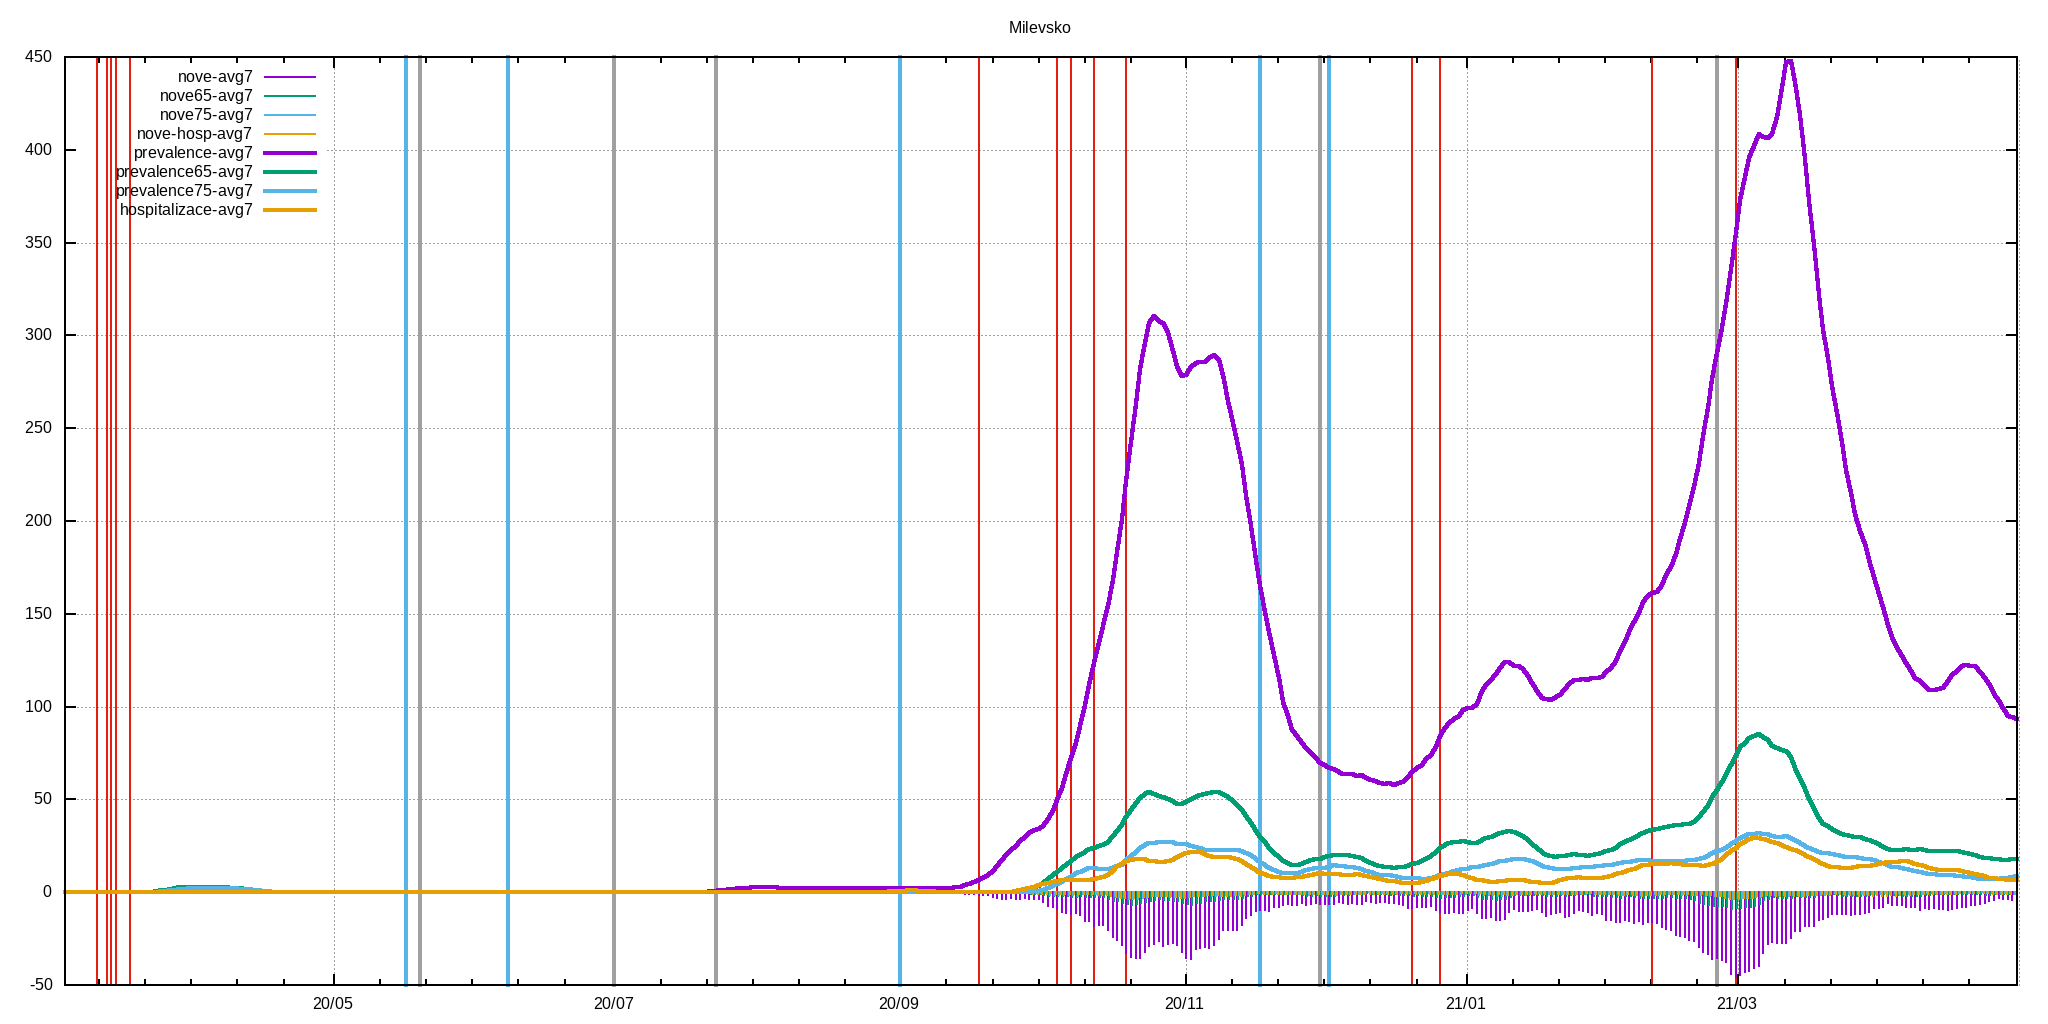 Milevsko
450
400
350
300
250
200
150
100
50
0
-50
nove-avg7
nove65-avg7
nove75-avg7
nove-hosp-avg7
prevalence-avg7
prevalence65-avg7
prevalence75-avg7
hospitalizace-avg7
20/05 20/07 20/09 20/11 21/01 21/03